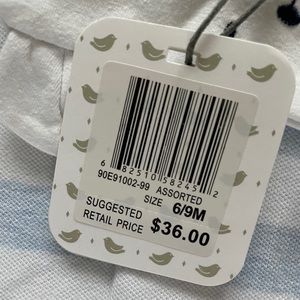 6 82510 58245 2
90E91002-99 ASSORTED
SIZE 6/9M
SUGGESTED
RETAIL PRICE $36.00